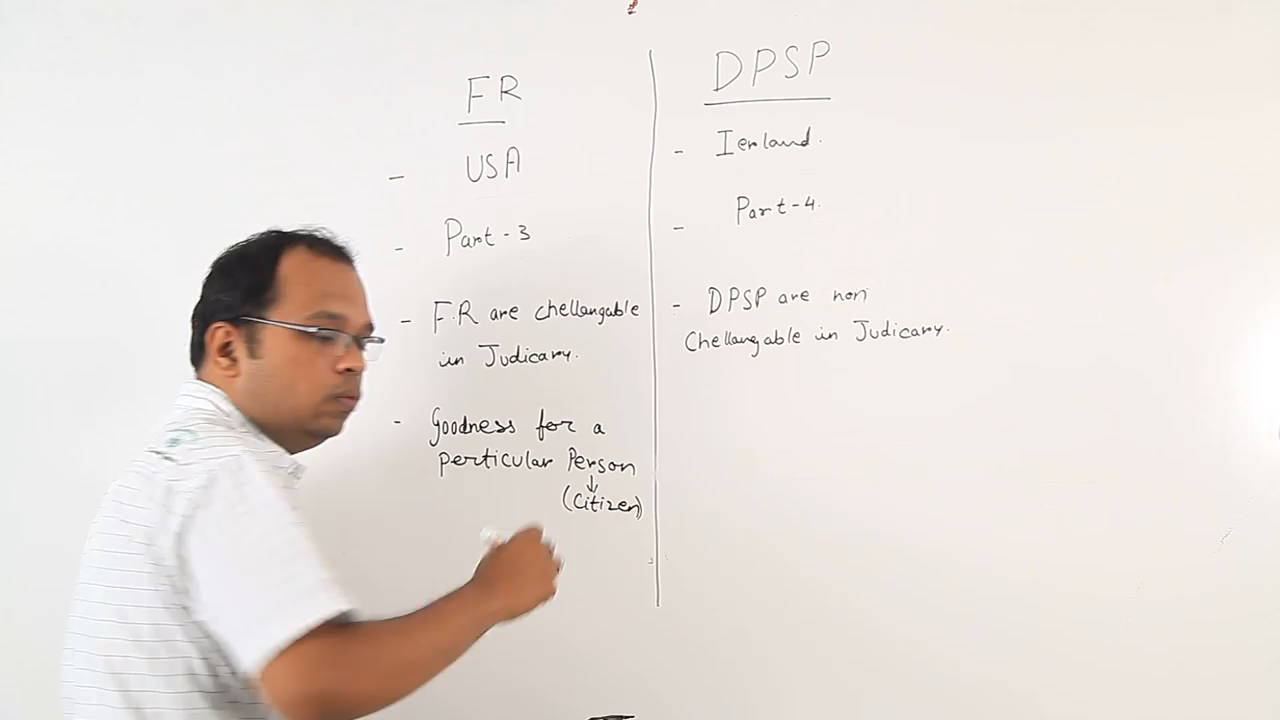 FR
- USA
- Part-3
- F.R are chellangable
in Judicary.
- Goodness for a
perticular Person
↓
(Citizen)
DPSP
- Ierland.
- Part-4.
- DPSP are non
Chellangable in Judicary.